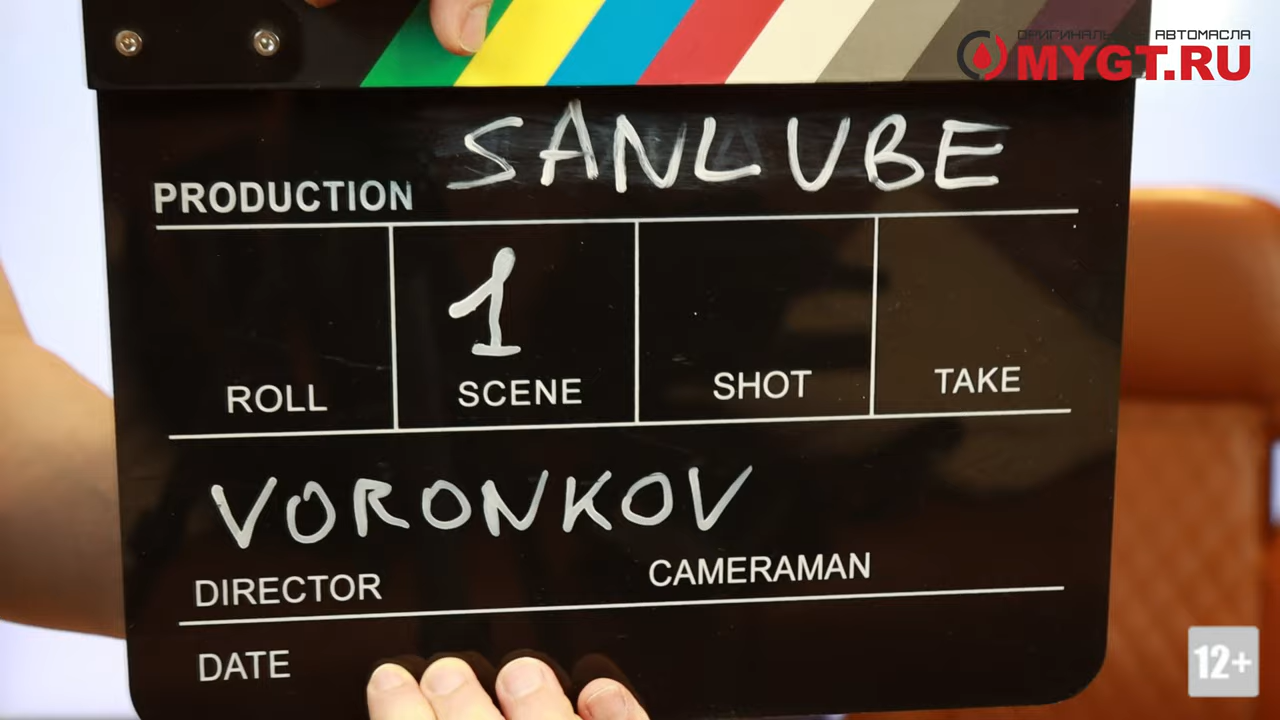 ОРИГИНАЛЬНЫЕ АВТОМАСЛА
MYGT.RU
SANLUBE
PRODUCTION
1
ROLL SCENE SHOT TAKE
VORONKOV
DIRECTOR CAMERAMAN
DATE
12+